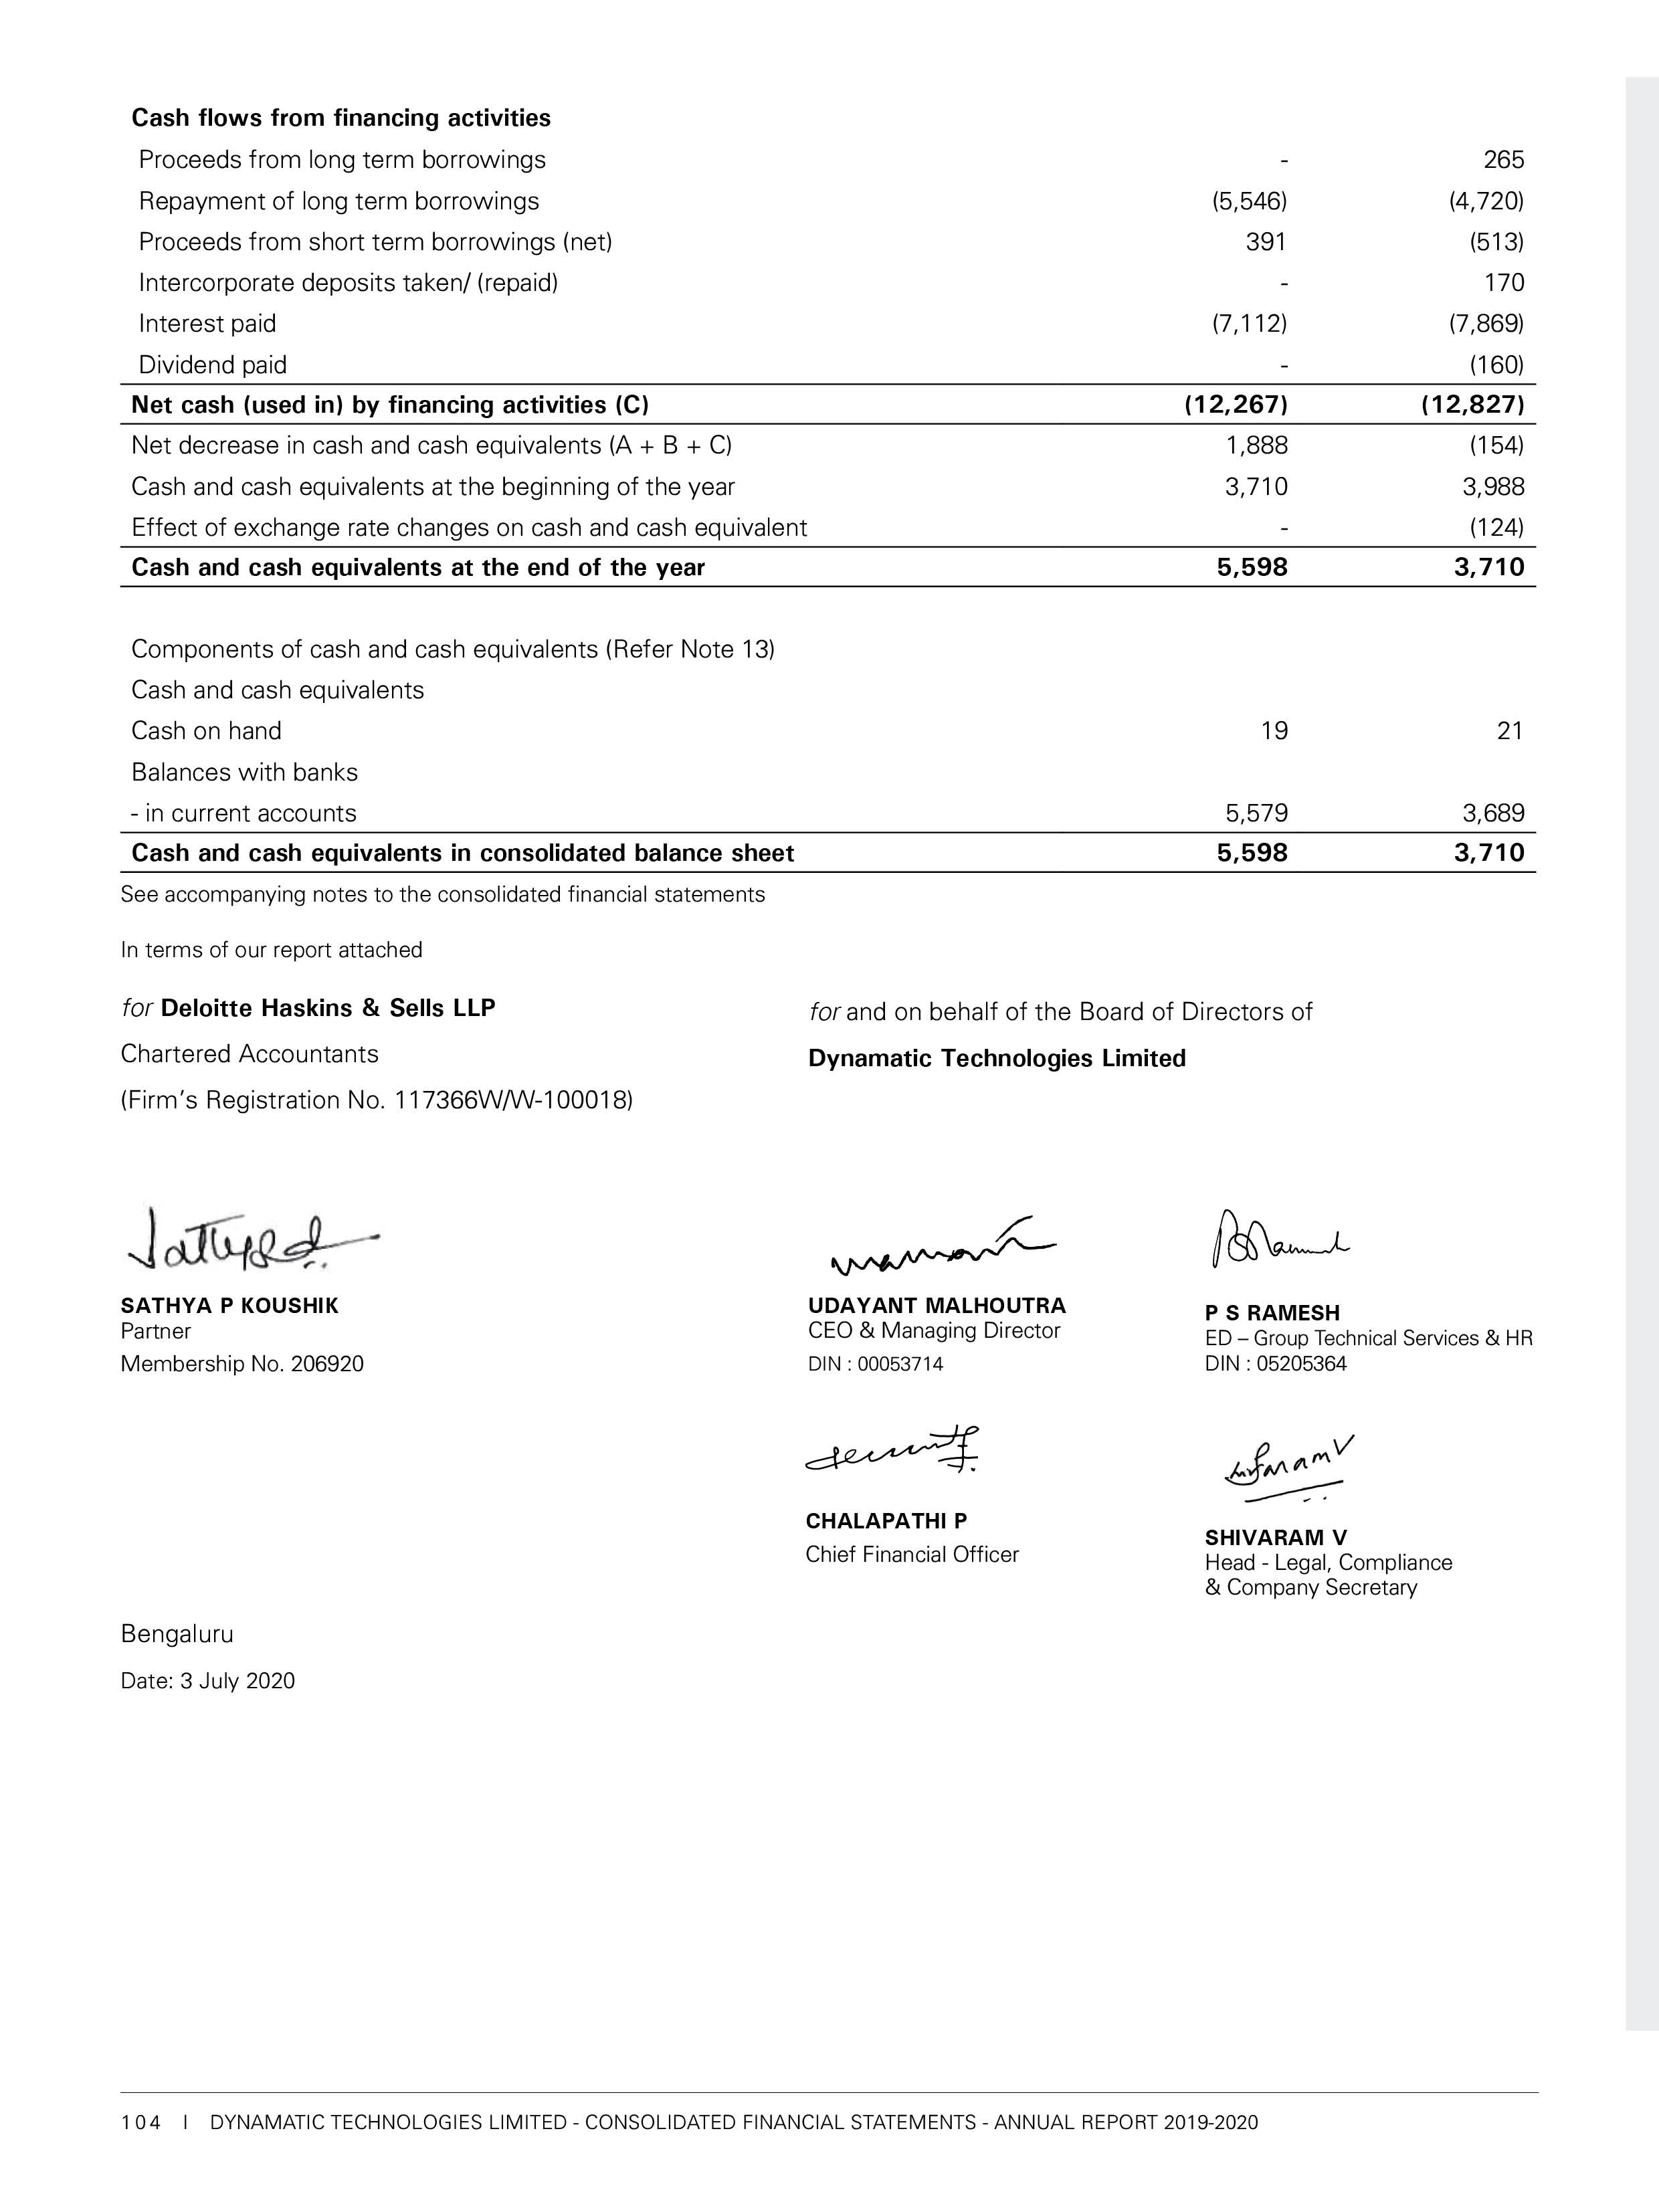 Cash flows from financing activities
Proceeds from long term borrowings - 265
Repayment of long term borrowings (5,546) (4,720)
Proceeds from short term borrowings (net) 391 (513)
Intercorporate deposits taken/ (repaid) - 170
Interest paid (7,112) (7,869)
Dividend paid - (160)
Net cash (used in) by financing activities (C) (12,267) (12,827)
Net decrease in cash and cash equivalents (A + B + C) 1,888 (154)
Cash and cash equivalents at the beginning of the year 3,710 3,988
Effect of exchange rate changes on cash and cash equivalent - (124)
Cash and cash equivalents at the end of the year 5,598 3,710
Components of cash and cash equivalents (Refer Note 13)
Cash and cash equivalents
Cash on hand 19 21
Balances with banks
- in current accounts 5,579 3,689
Cash and cash equivalents in consolidated balance sheet 5,598 3,710
See accompanying notes to the consolidated financial statements
In terms of our report attached
for Deloitte Haskins & Sells LLP
Chartered Accountants
(Firm's Registration No. 117366W/W-100018)
for and on behalf of the Board of Directors of
Dynamatic Technologies Limited
SATHYA P KOUSHIK
Partner
Membership No. 206920
UDAYANT MALHOUTRA
CEO & Managing Director
DIN : 00053714
P S RAMESH
ED – Group Technical Services & HR
DIN : 05205364
CHALAPATHI P
Chief Financial Officer
SHIVARAM V
Head - Legal, Compliance
& Company Secretary
Bengaluru
Date: 3 July 2020
104 I DYNAMATIC TECHNOLOGIES LIMITED - CONSOLIDATED FINANCIAL STATEMENTS - ANNUAL REPORT 2019-2020